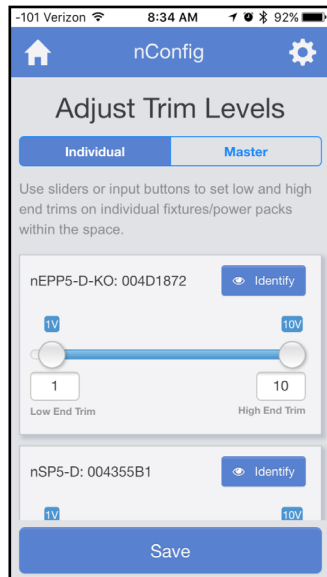 -101 Verizon 8:34 AM 92%
nConfig
Adjust Trim Levels
Individual Master
Use sliders or input buttons to set low and high
end trims on individual fixtures/power packs
within the space.
nEPP5-D-KO: 004D1872 Identify
1V 10V
1 10
Low End Trim High End Trim
nSP5-D: 004355B1 Identify
1V 10V
Save